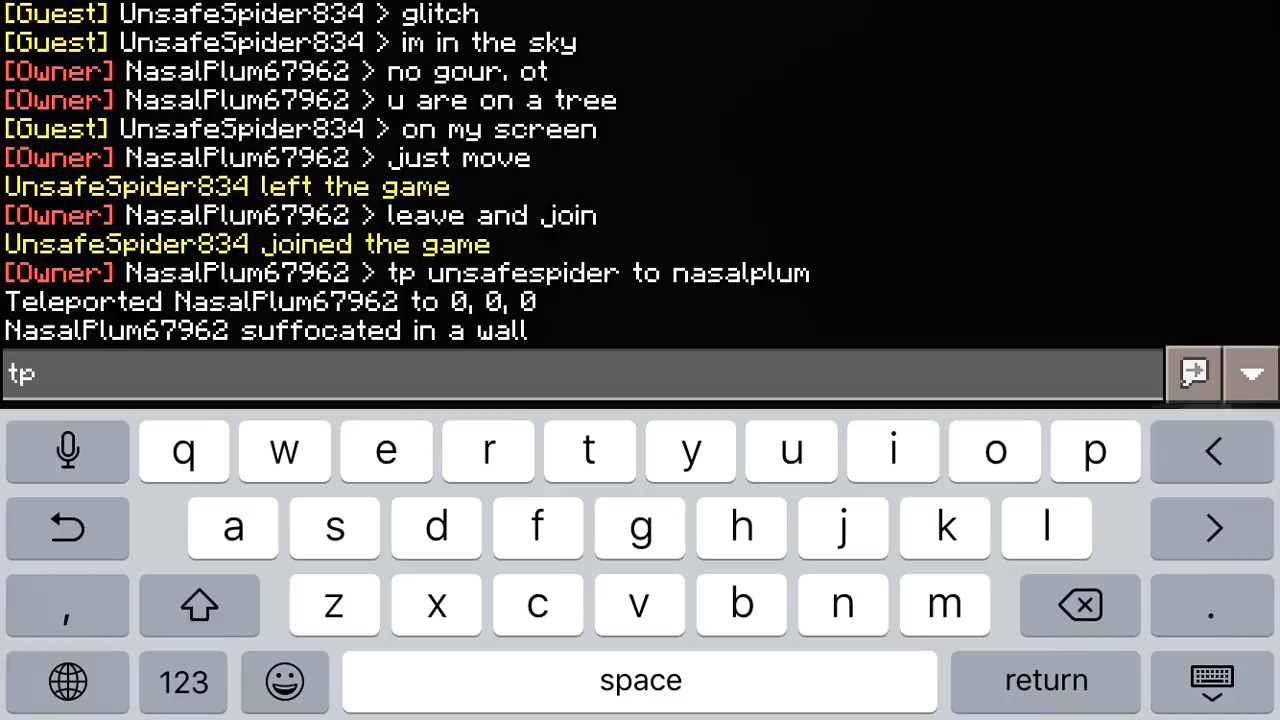 [Guest] UnsafeSpider834 > glitch
[Guest] UnsafeSpider834 > im in the sky
[Owner] NasalPlum67962 > no gour. ot
[Owner] NasalPlum67962 > u are on a tree
[Guest] UnsafeSpider834 > on my screen
[Owner] NasalPlum67962 > just move
UnsafeSpider834 left the game
[Owner] NasalPlum67962 > leave and join
UnsafeSpider834 joined the game
[Owner] NasalPlum67962 > tp unsafespider to nasalplum
Teleported NasalPlum67962 to 0, 0, 0
NasalPlum67962 suffocated in a wall
tp
q w e r t y u i o p <
a s d f g h j k l >
, z x c v b n m .
123 space return